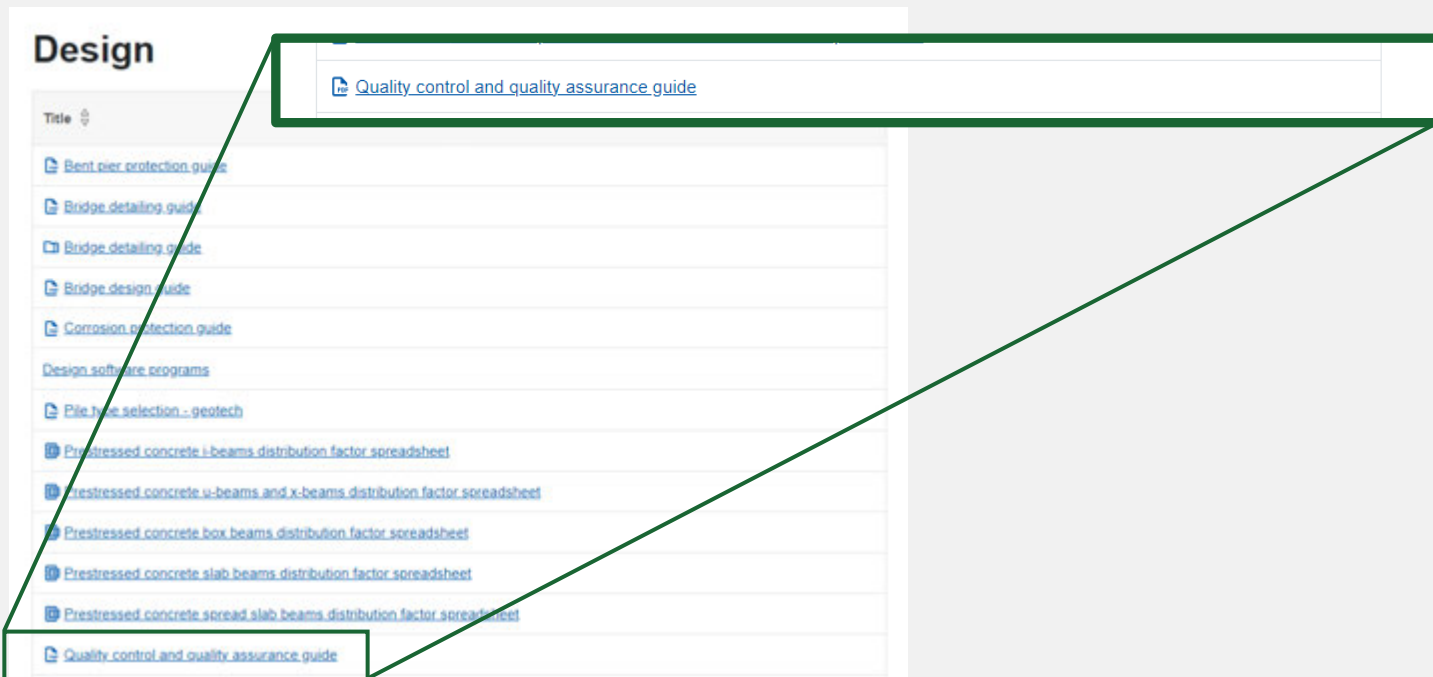 Design
Quality control and quality assurance guide
Title
Bent pier protection guide
Bridge detailing guide
Bridge detailing guide
Bridge design guide
Corrosion protection guide
Design software programs
Pile type selection - geotech
Prestressed concrete i-beams distribution factor spreadsheet
Prestressed concrete u-beams and x-beams distribution factor spreadsheet
Prestressed concrete box beams distribution factor spreadsheet
Prestressed concrete slab beams distribution factor spreadsheet
Prestressed concrete spread slab beams distribution factor spreadsheet
Quality control and quality assurance guide